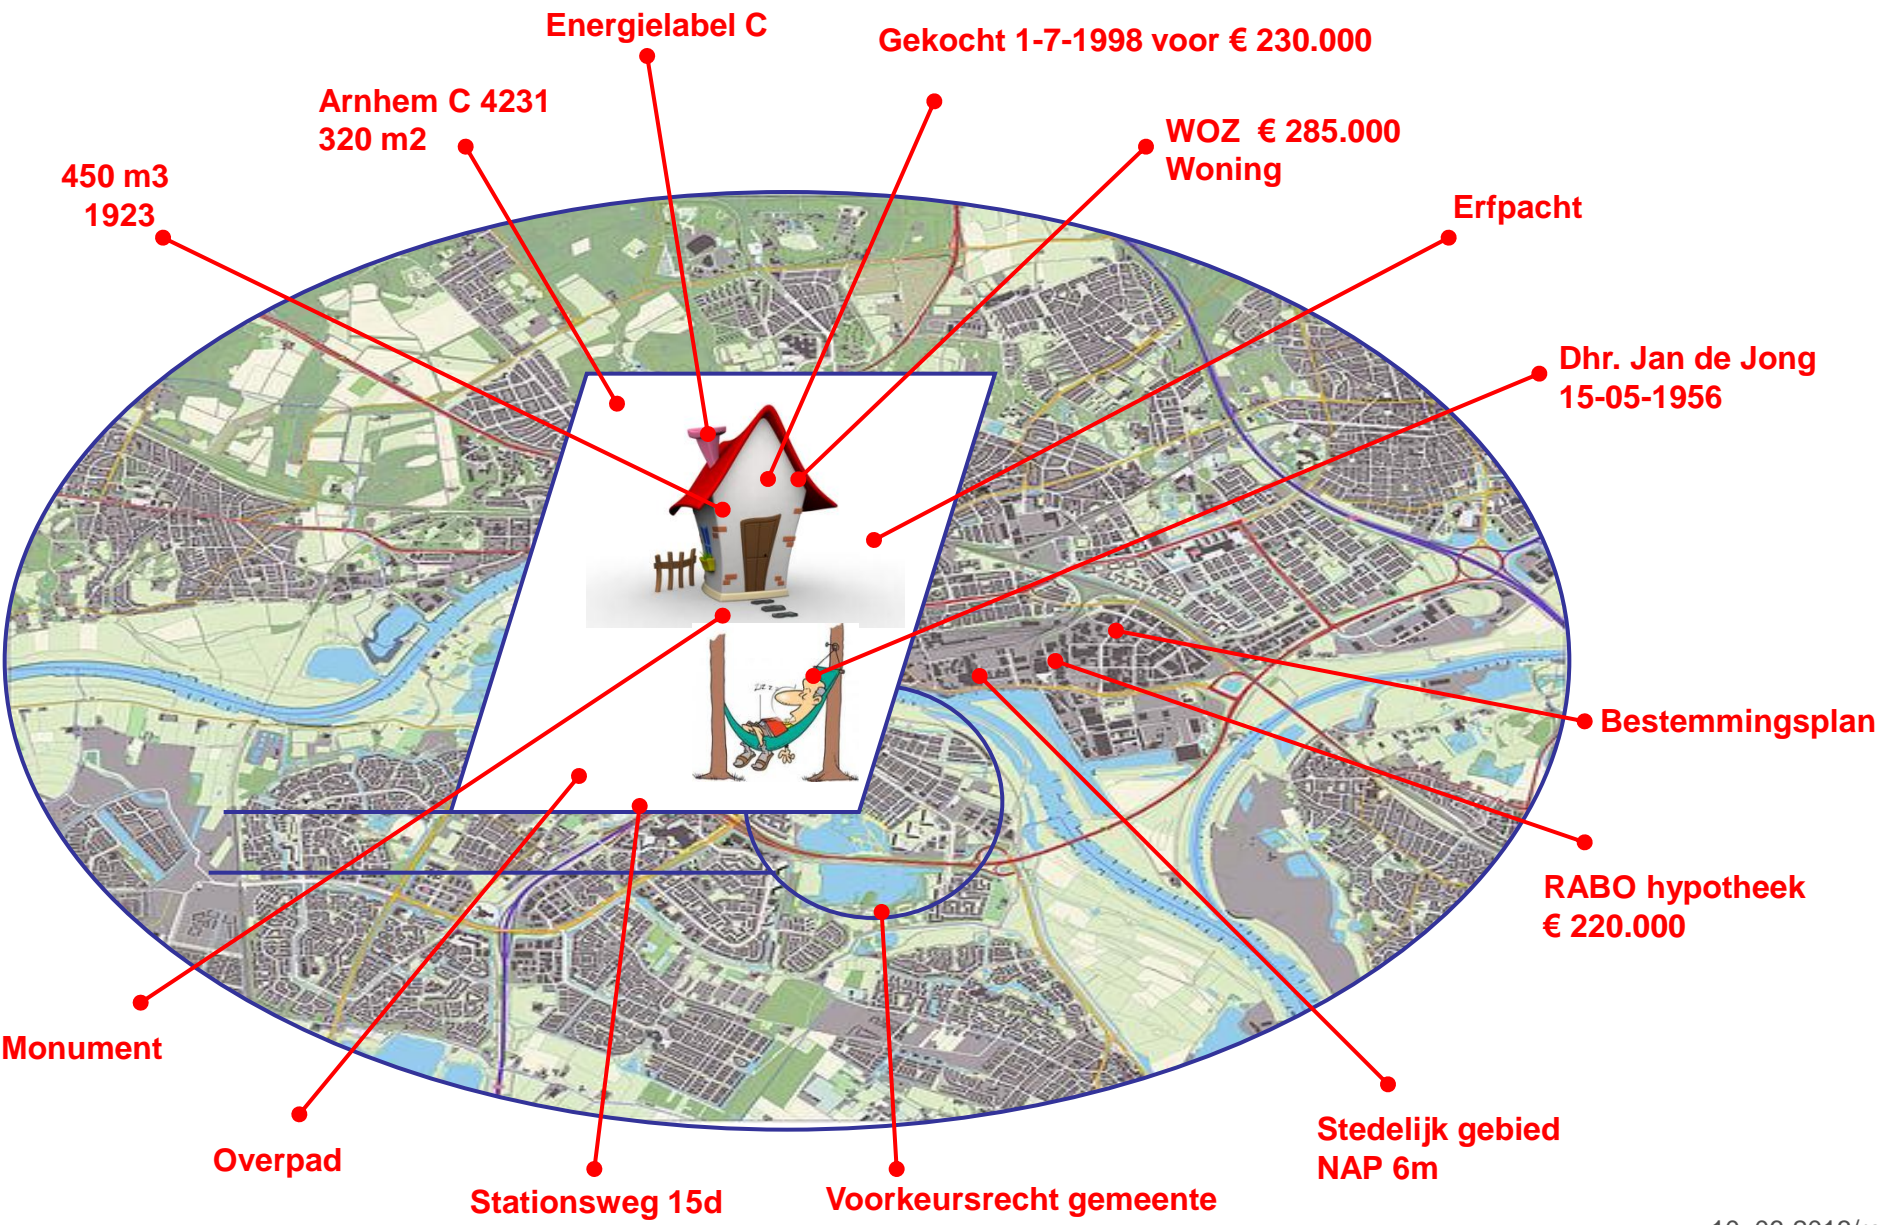 Energielabel C
Gekocht 1-7-1998 voor € 230.000
Arnhem C 4231
320 m2
WOZ € 285.000
Woning
450 m3
1923
Erfpacht
Dhr. Jan de Jong
15-05-1956
Bestemmingsplan
RABO hypotheek
€ 220.000
Monument
Overpad
Stationsweg 15d
Voorkeursrecht gemeente
Stedelijk gebied
NAP 6m